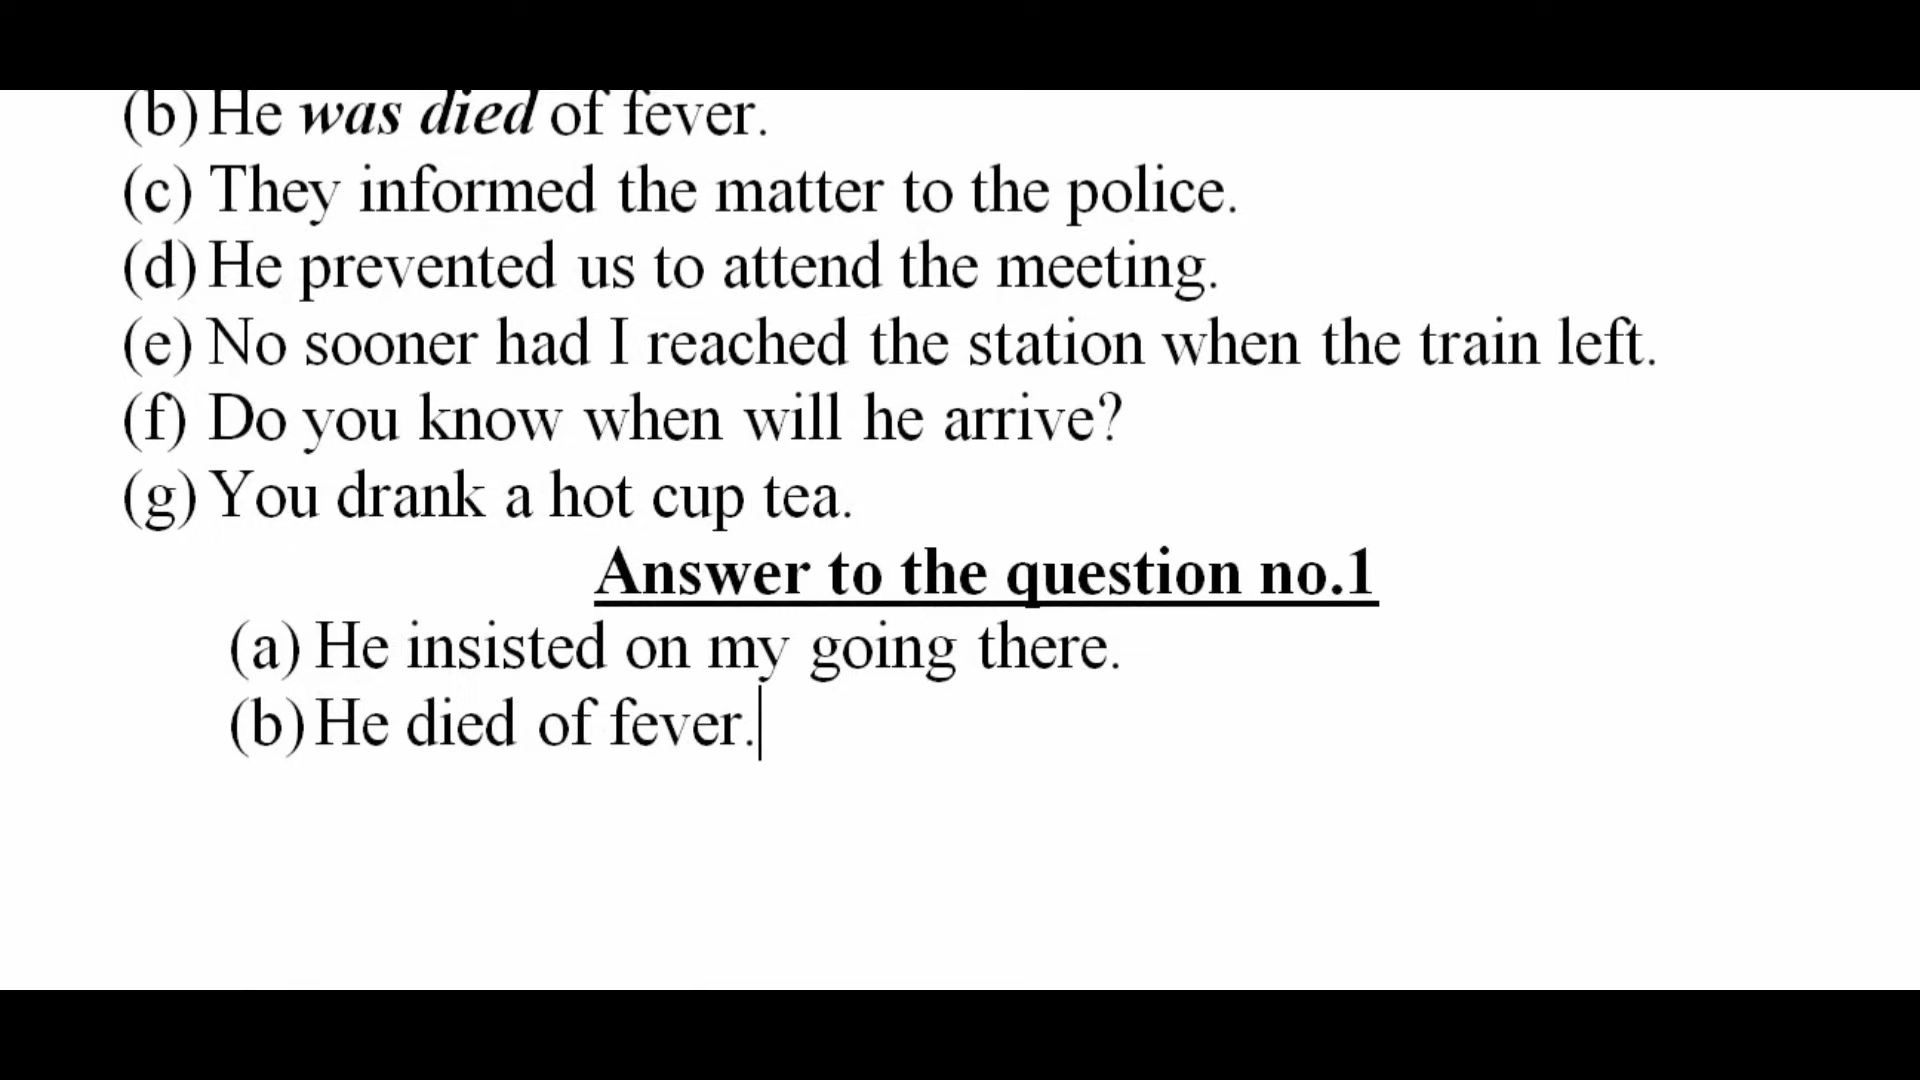 (b) He was died of fever.
(c) They informed the matter to the police.
(d) He prevented us to attend the meeting.
(e) No sooner had I reached the station when the train left.
(f) Do you know when will he arrive?
(g) You drank a hot cup tea.
Answer to the question no.1
(a) He insisted on my going there.
(b) He died of fever.